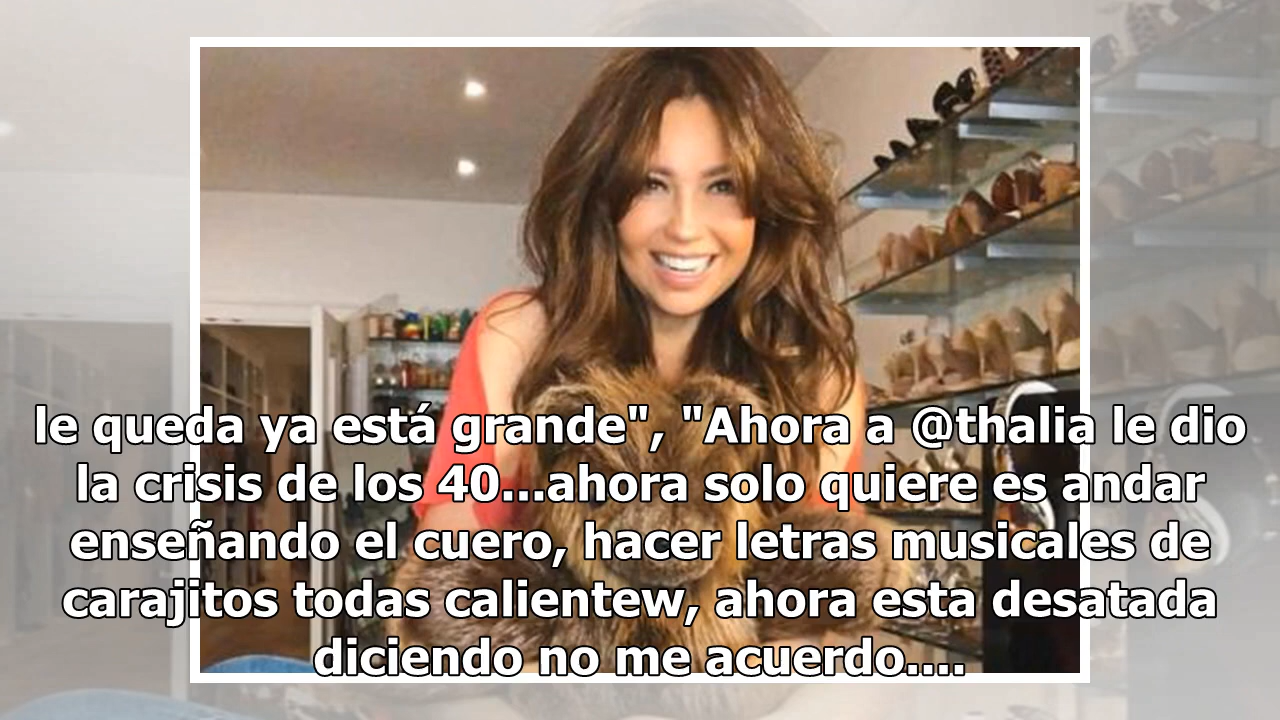 le queda ya está grande", "Ahora a @thalia le dio
la crisis de los 40...ahora solo quiere es andar
enseñando el cuero, hacer letras musicales de
carajitos todas calientew, ahora esta desatada
diciendo no me acuerdo....